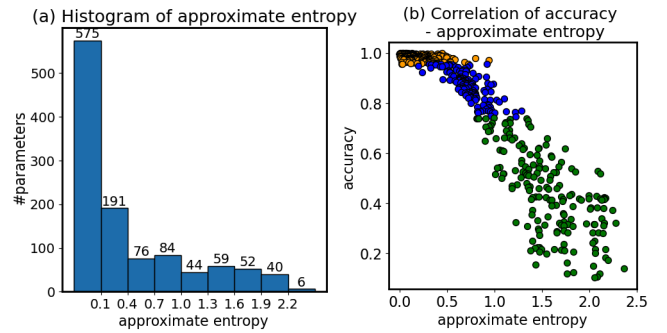 (a) Histogram of approximate entropy
575
500
400
300
200
100
0
#parameters
191
76
84
44
59
52
40
6
0.1 0.4 0.7 1.0 1.3 1.6 1.9 2.2
approximate entropy
(b) Correlation of accuracy
- approximate entropy
1.0
0.8
0.6
0.4
0.2
accuracy
0.0 0.5 1.0 1.5 2.0 2.5
approximate entropy